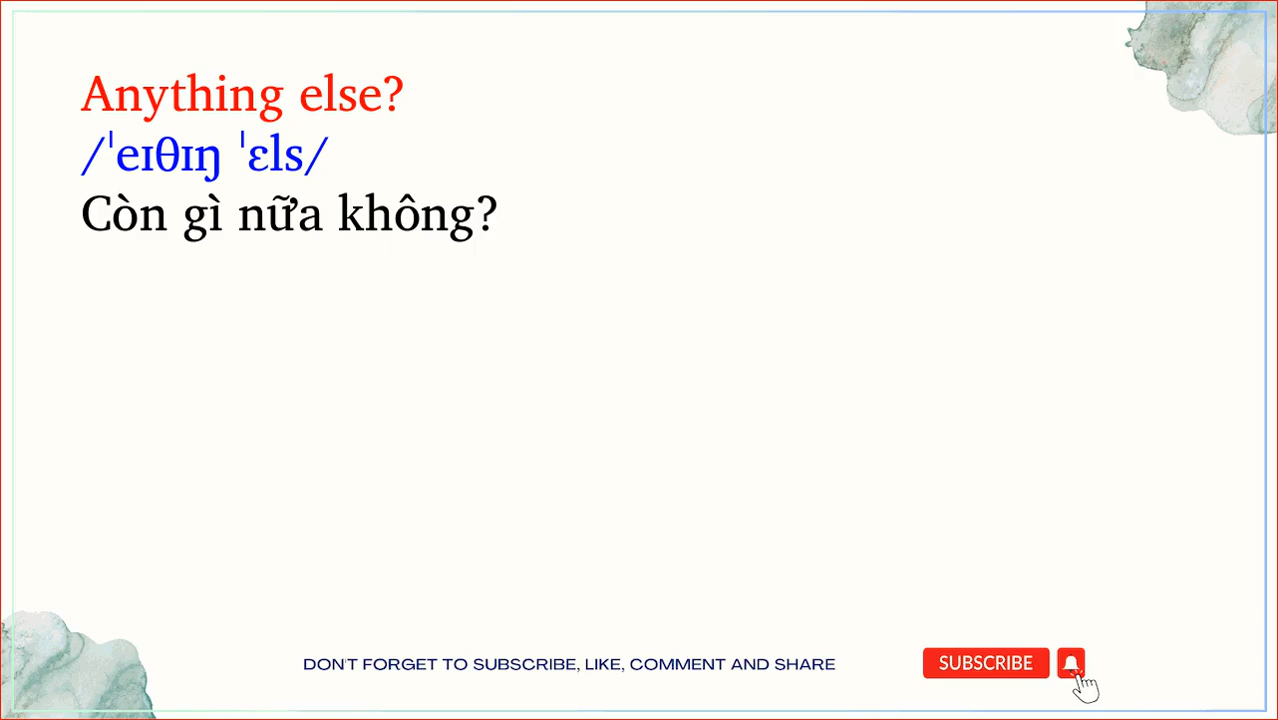 Anything else?
/ˈeɪθɪŋ ˈɛls/
Còn gì nữa không?
DON'T FORGET TO SUBSCRIBE, LIKE, COMMENT AND SHARE
SUBSCRIBE